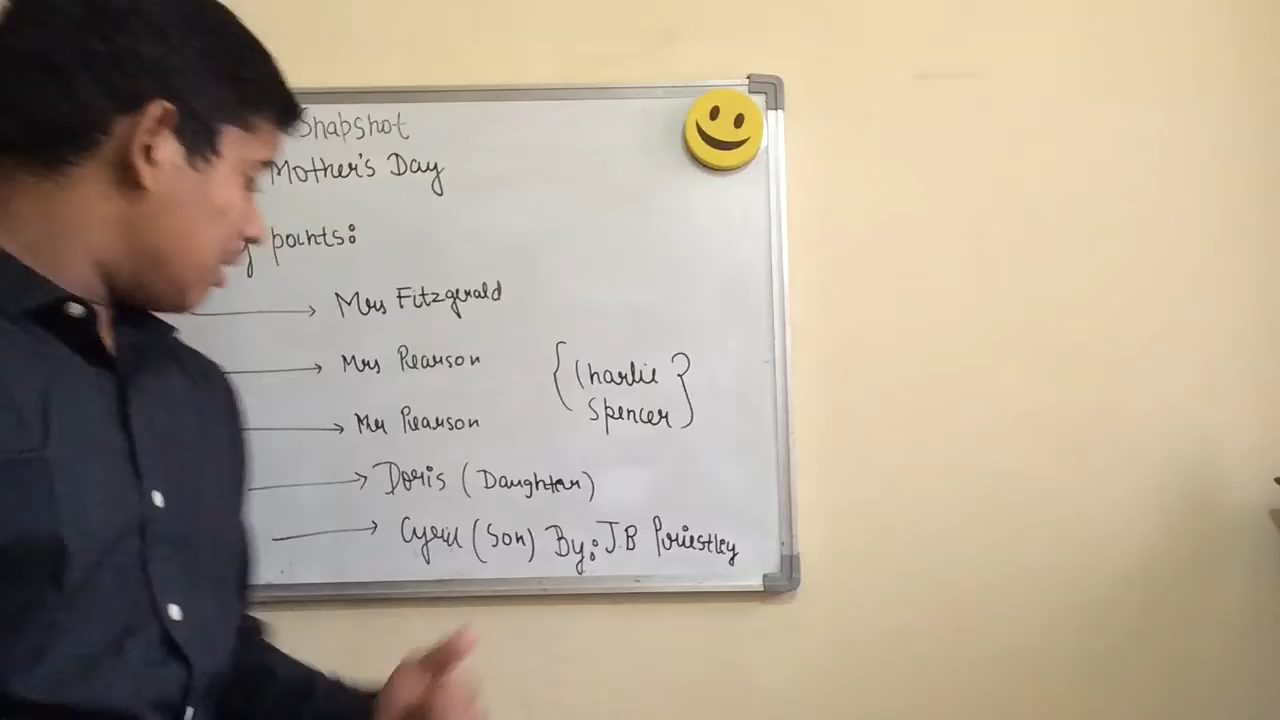 Snapshot
Mother's Day
points:
Mrs Fitzgerald
Mrs Pearson
Mr Pearson
{ Charlie
Spencer }
Doris (Daughter)
Cyril (Son) By: J.B Priestley